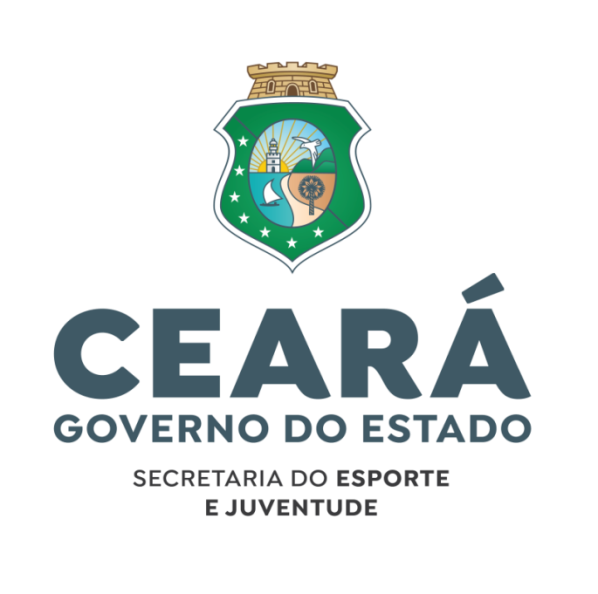 CEARÁ
GOVERNO DO ESTADO
SECRETARIA DO ESPORTE
E JUVENTUDE